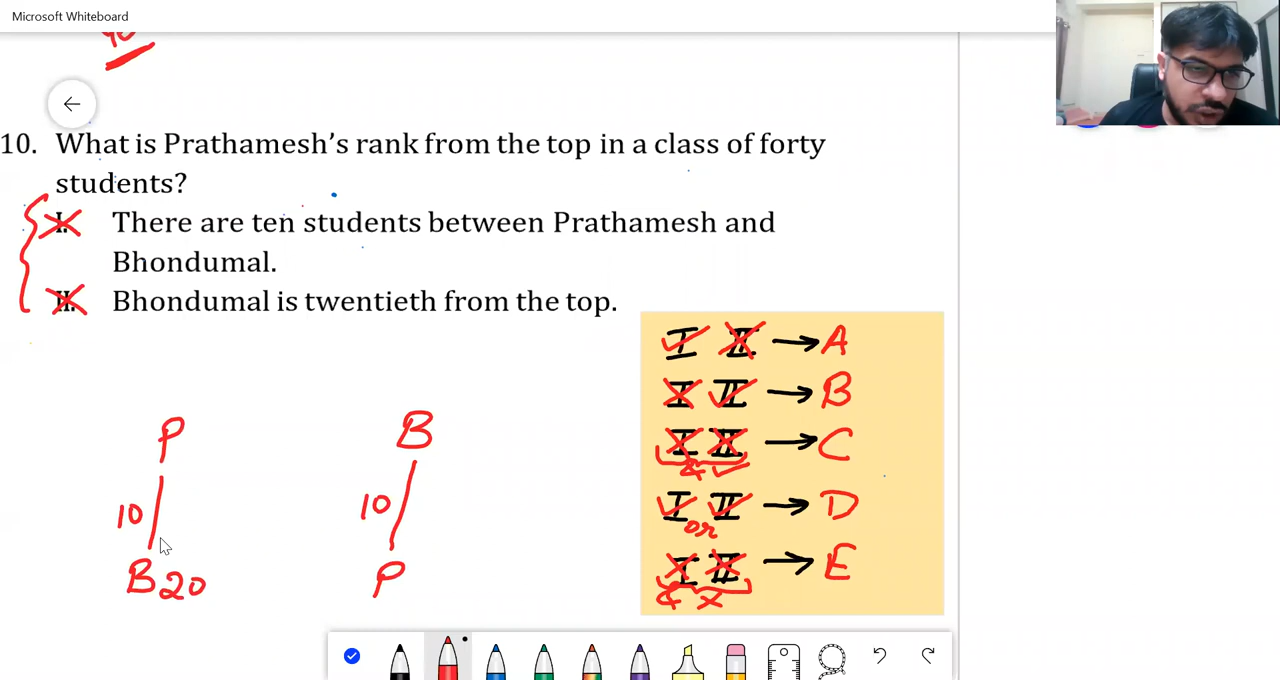 Microsoft Whiteboard
10. What is Prathamesh's rank from the top in a class of forty
students?
I. There are ten students between Prathamesh and
Bhondumal.
II. Bhondumal is twentieth from the top.
I II → A
I II → B
I II → C
&
I II → D
or
I II → E
&
P
10
B20
B
10
P